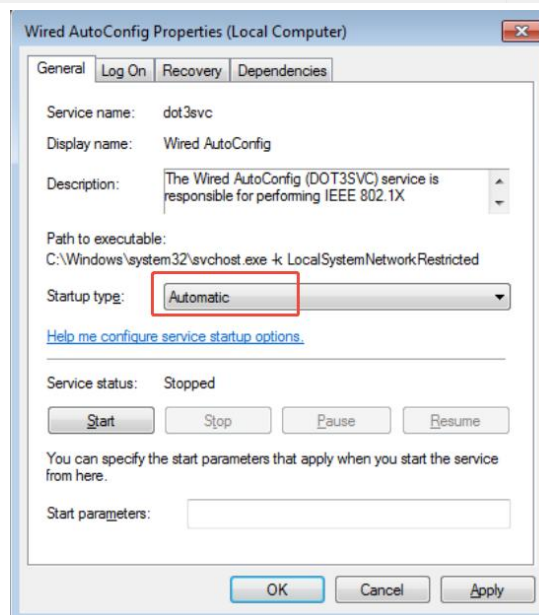 Wired AutoConfig Properties (Local Computer)
General Log On Recovery Dependencies
Service name: dot3svc
Display name: Wired AutoConfig
Description: The Wired AutoConfig (DOT3SVC) service is
responsible for performing IEEE 802.1X
Path to executable:
C:\Windows\system32\svchost.exe -k LocalSystemNetworkRestricted
Startup type: Automatic
Help me configure service startup options.
Service status: Stopped
Start Stop Pause Resume
You can specify the start parameters that apply when you start the service
from here.
Start parameters:
OK Cancel Apply